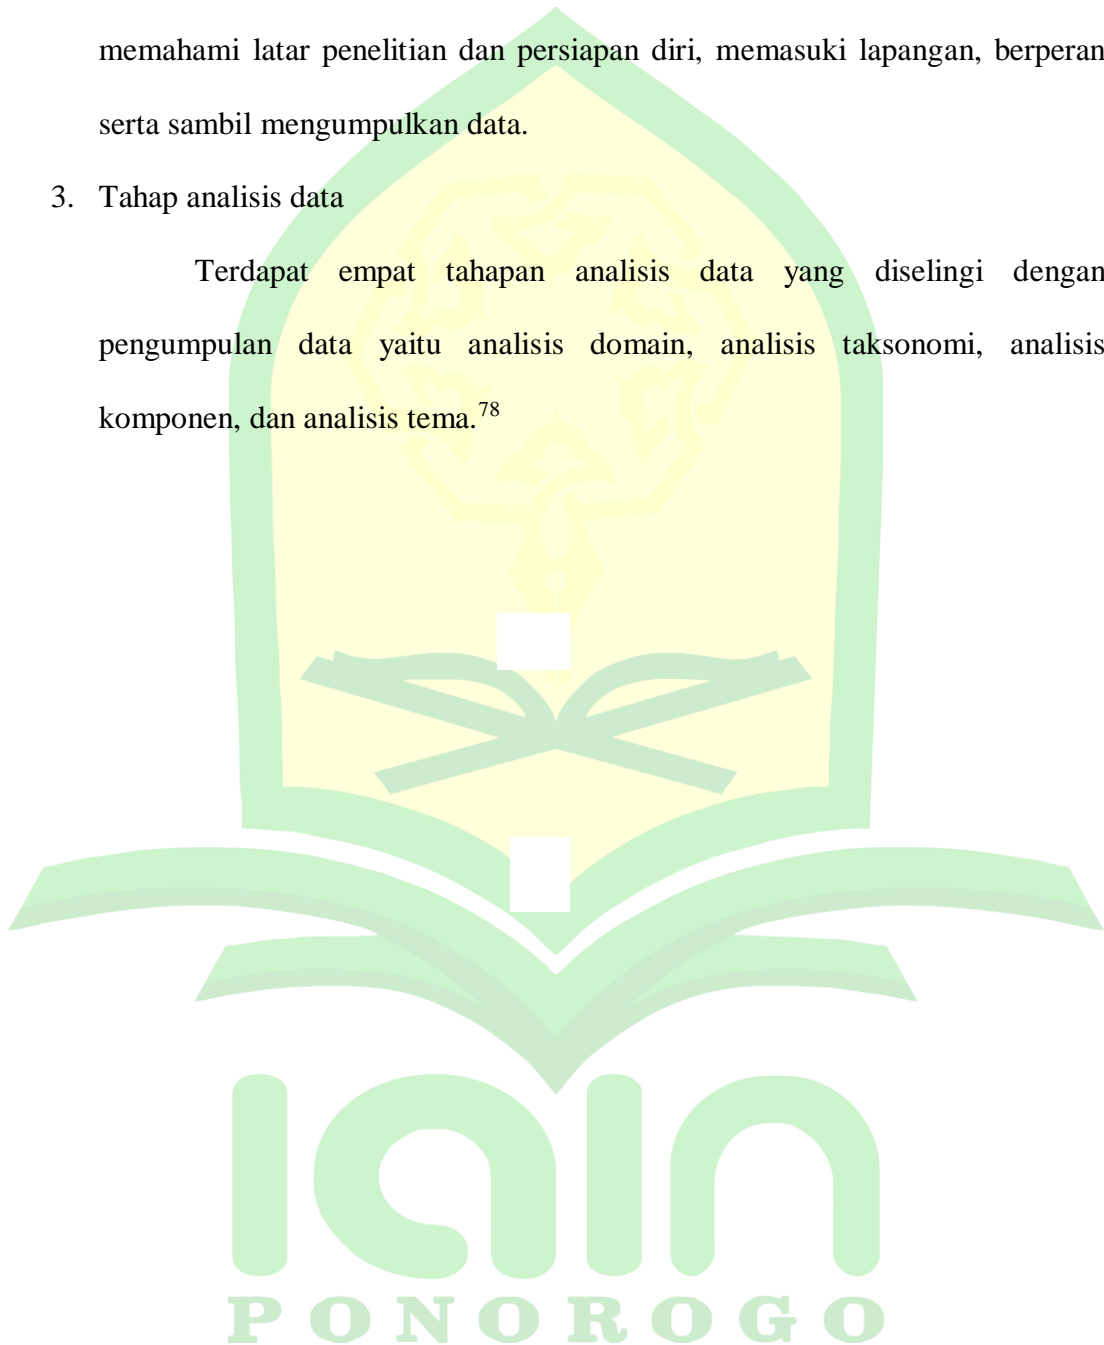 memahami latar penelitian dan persiapan diri, memasuki lapangan, berperan
serta sambil mengumpulkan data.
3. Tahap analisis data
Terdapat empat tahapan analisis data yang diselingi dengan
pengumpulan data yaitu analisis domain, analisis taksonomi, analisis
komponen, dan analisis tema.78
iain
PONOROGO